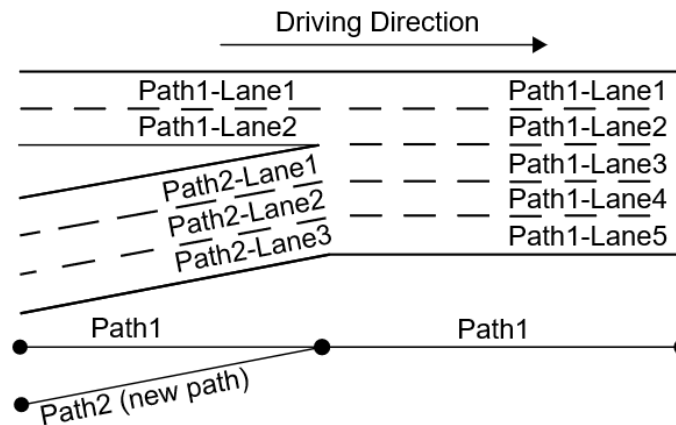 Driving Direction
Path1-Lane1
Path1-Lane1
Path1-Lane2
Path1-Lane2
Path2-Lane1
Path1-Lane3
Path2-Lane2
Path1-Lane4
Path2-Lane3
Path1-Lane5
Path1
Path1
Path2 (new path)